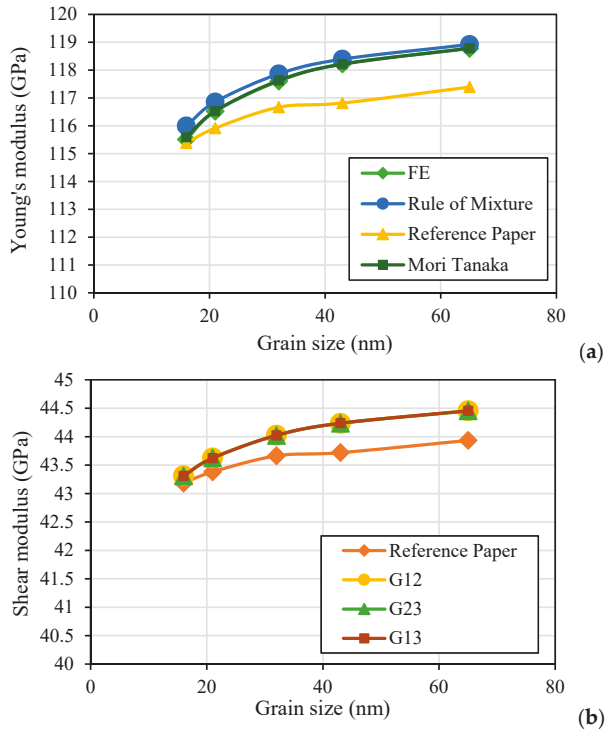 119
118
117
116
115
114
113
112
111
110
0 20 40 60 80
Young's modulus (GPa)
Grain size (nm)
FE
Rule of Mixture
Reference Paper
Mori Tanaka
(a)
45
44.5
44
43.5
43
42.5
42
41.5
41
40.5
40
0 20 40 60 80
Shear modulus (GPa)
Grain size (nm)
Reference Paper
G12
G23
G13
(b)